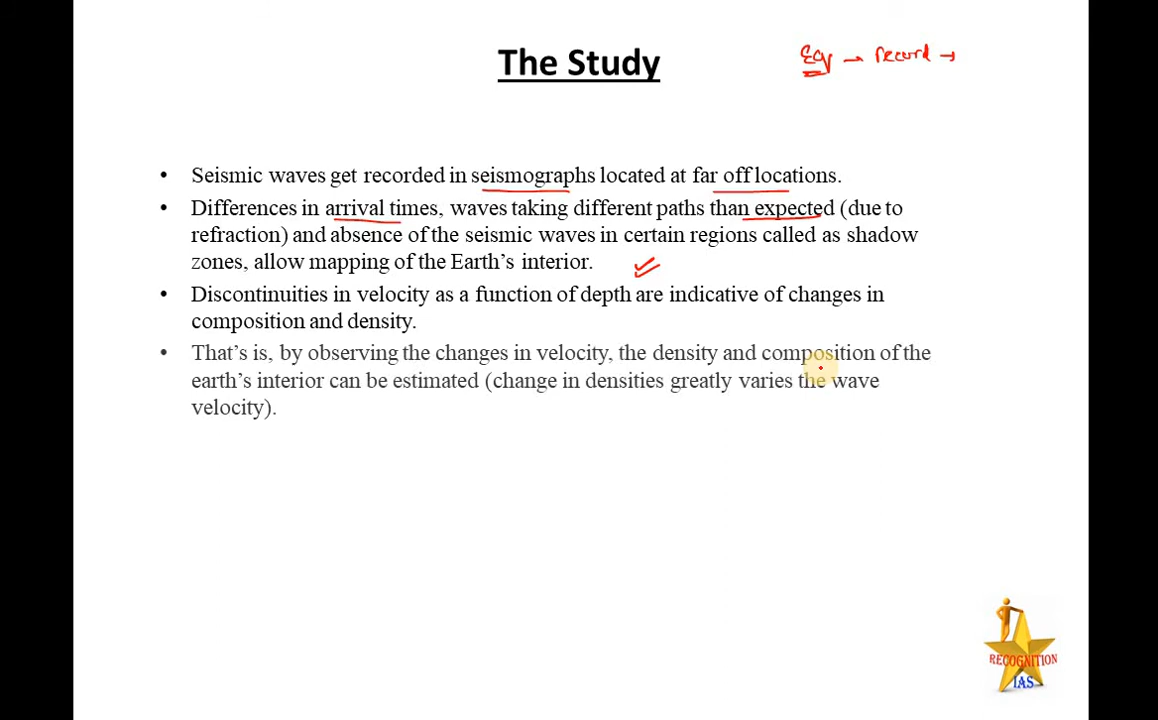 The Study
Eq → record →
• Seismic waves get recorded in seismographs located at far off locations.
• Differences in arrival times, waves taking different paths than expected (due to
refraction) and absence of the seismic waves in certain regions called as shadow
zones, allow mapping of the Earth’s interior.
• Discontinuities in velocity as a function of depth are indicative of changes in
composition and density.
• That’s is, by observing the changes in velocity, the density and composition of the
earth’s interior can be estimated (change in densities greatly varies the wave
velocity).
RECOGNITION
IAS